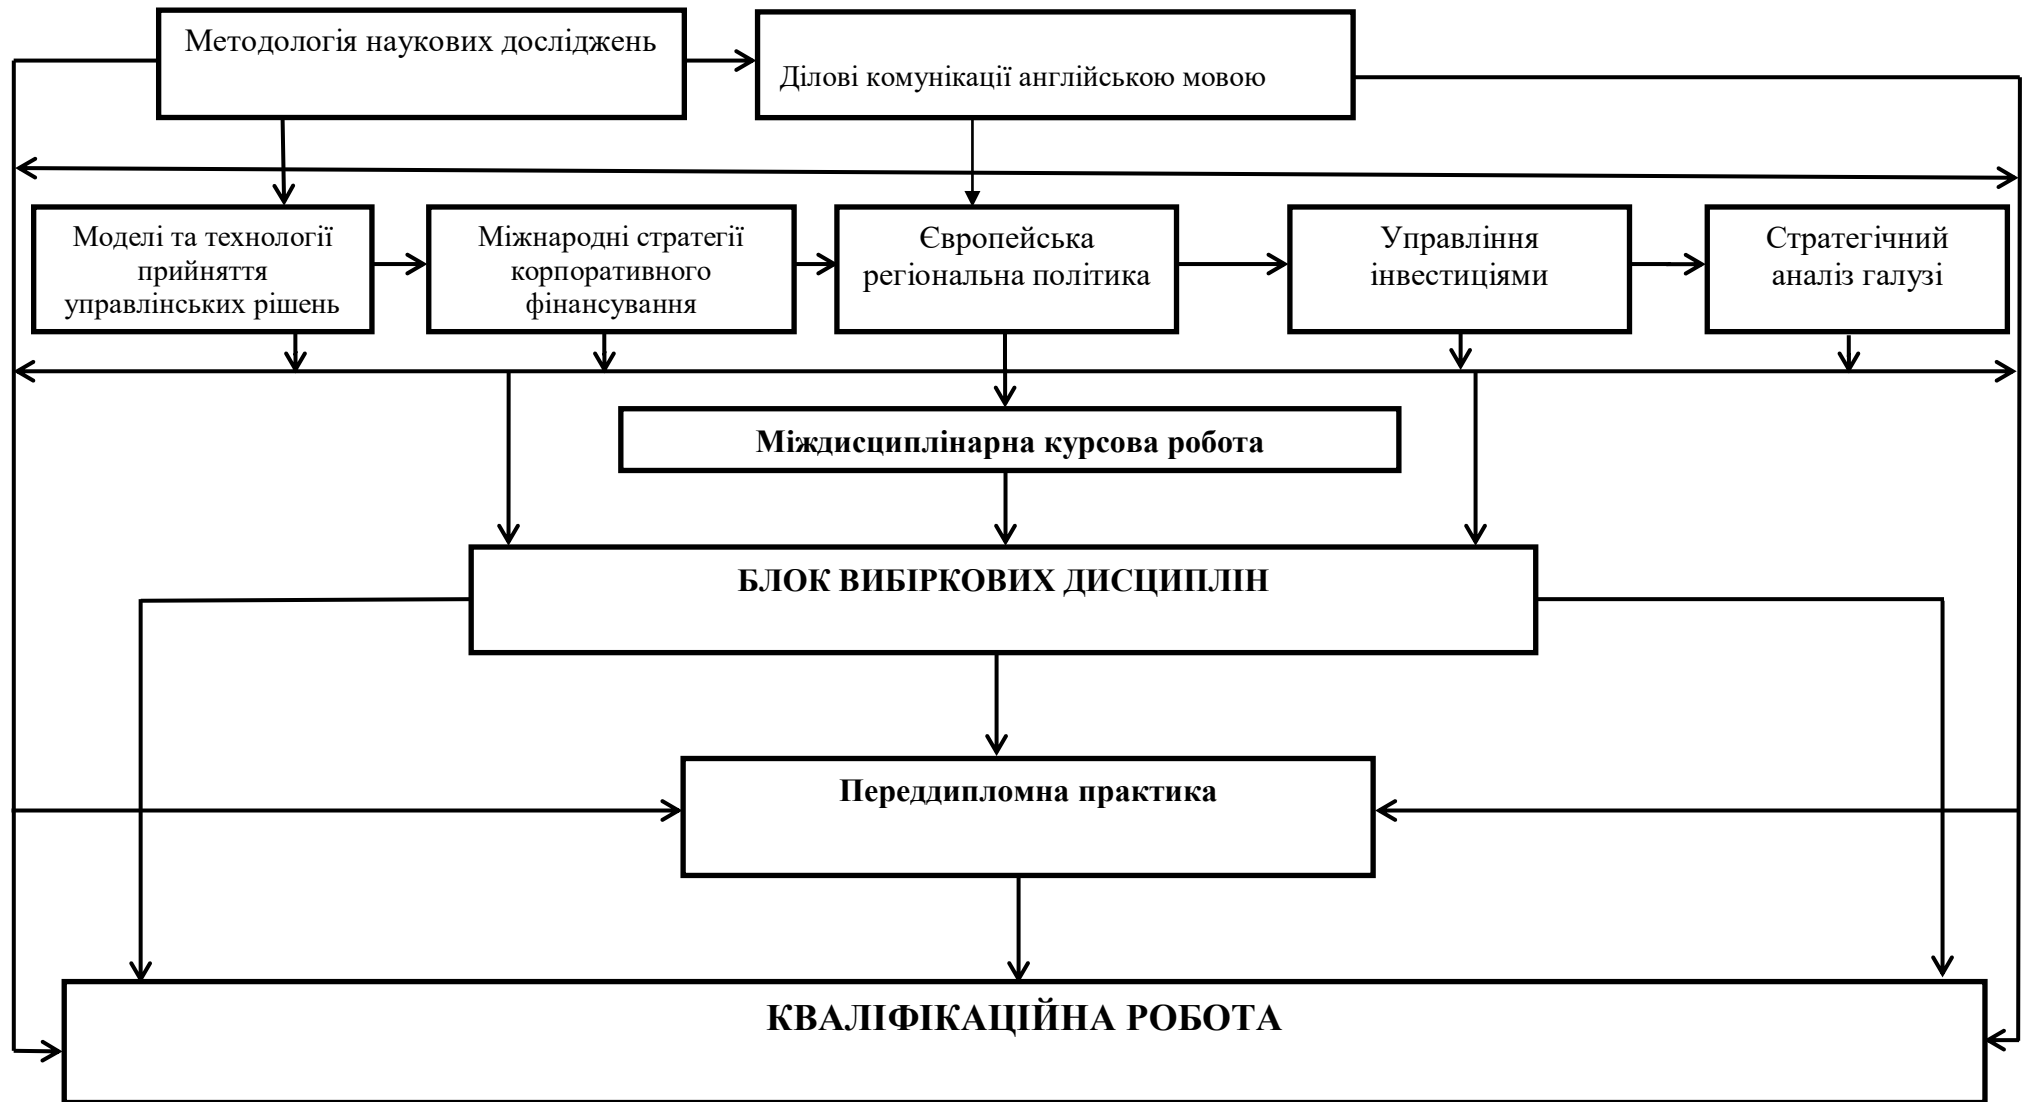 Методологія наукових досліджень
Ділові комунікації англійською мовою
Моделі та технології
прийняття
управлінських рішень
Міжнародні стратегії
корпоративного
фінансування
Європейська
регіональна політика
Управління
інвестиціями
Стратегічний
аналіз галузі
Міждисциплінарна курсова робота
БЛОК ВИБІРКОВИХ ДИСЦИПЛІН
Переддипломна практика
КВАЛІФІКАЦІЙНА РОБОТА